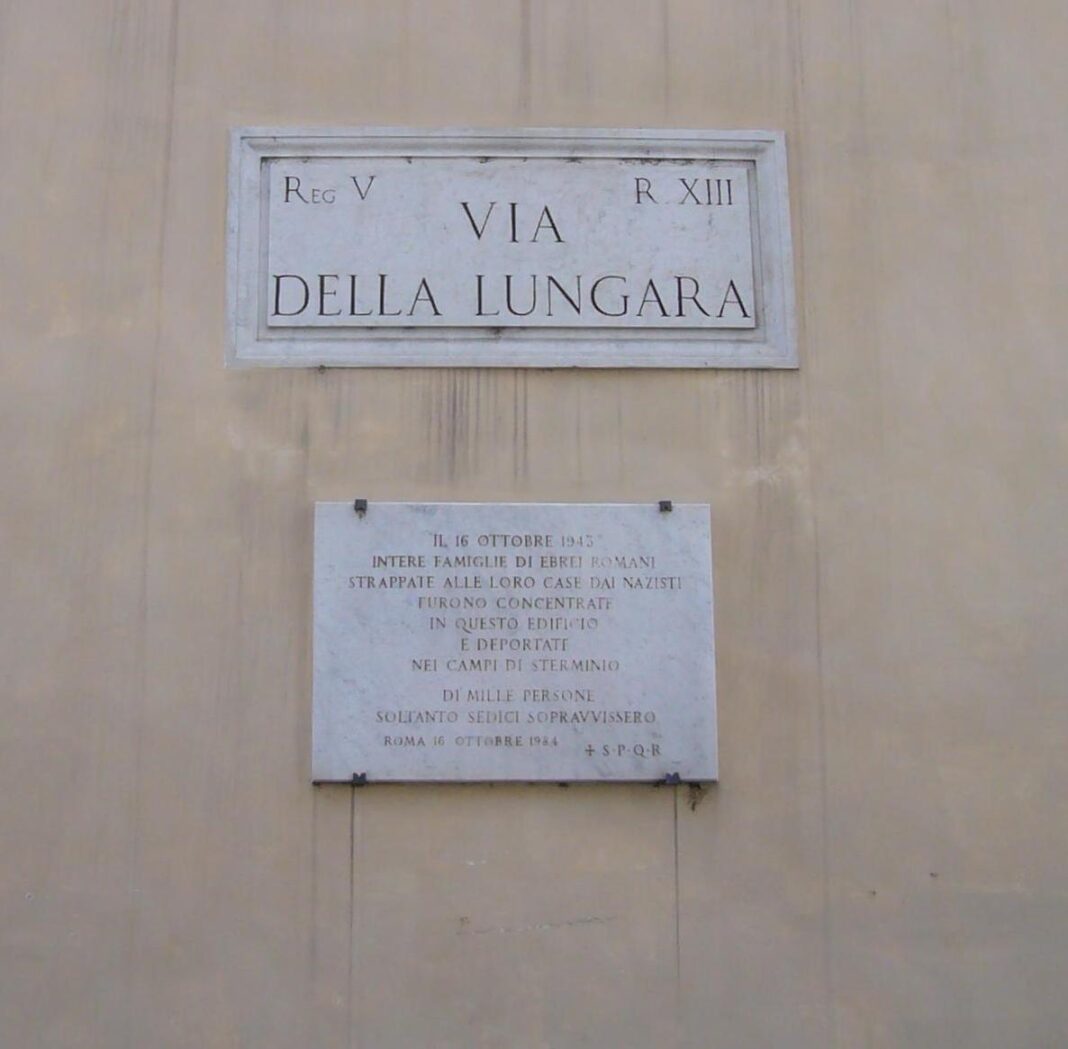 REG V
R. XIII
VIA
DELLA LUNGARA
IL 16 OTTOBRE 1943
INTERE FAMIGLIE DI EBREI ROMANI
STRAPPATE ALLE LORO CASE DAI NAZISTI
FURONO CONCENTRATE
IN QUESTO EDIFICIO
E DEPORTATE
NEI CAMPI DI STERMINIO
DI MILLE PERSONE
SOLTANTO SEDICI SOPRAVVISSERO
ROMA 16 OTTOBRE 1984
+ S·P·Q·R